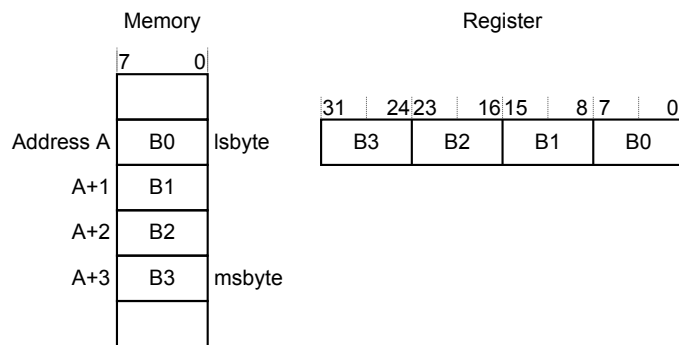 Memory
Register
7 0
31 24 23 16 15 8 7 0
Address A B0 lsbyte
B3 B2 B1 B0
A+1 B1
A+2 B2
A+3 B3 msbyte